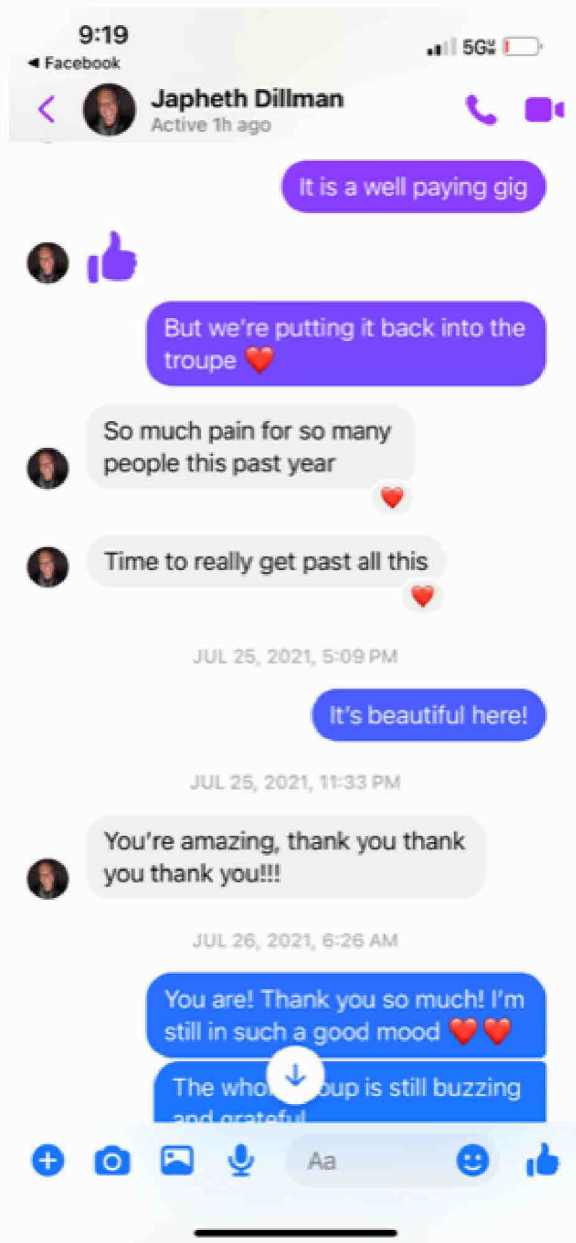 9:19
5G
Facebook
Japheth Dillman
Active 1h ago
It is a well paying gig
But we're putting it back into the
troupe ❤️
So much pain for so many
people this past year
Time to really get past all this
JUL 25, 2021, 5:09 PM
It's beautiful here!
JUL 25, 2021, 11:33 PM
You're amazing, thank you thank
you thank you!!!
JUL 26, 2021, 6:26 AM
You are! Thank you so much! I'm
still in such a good mood ❤️❤️
The is still buzzing
and grateful
Aa